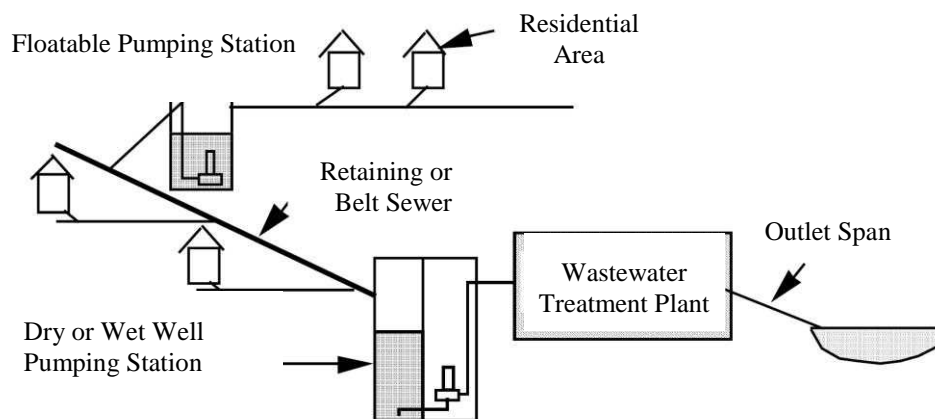 Floatable Pumping Station
Residential
Area
Retaining or
Belt Sewer
Outlet Span
Wastewater
Treatment Plant
Dry or Wet Well
Pumping Station